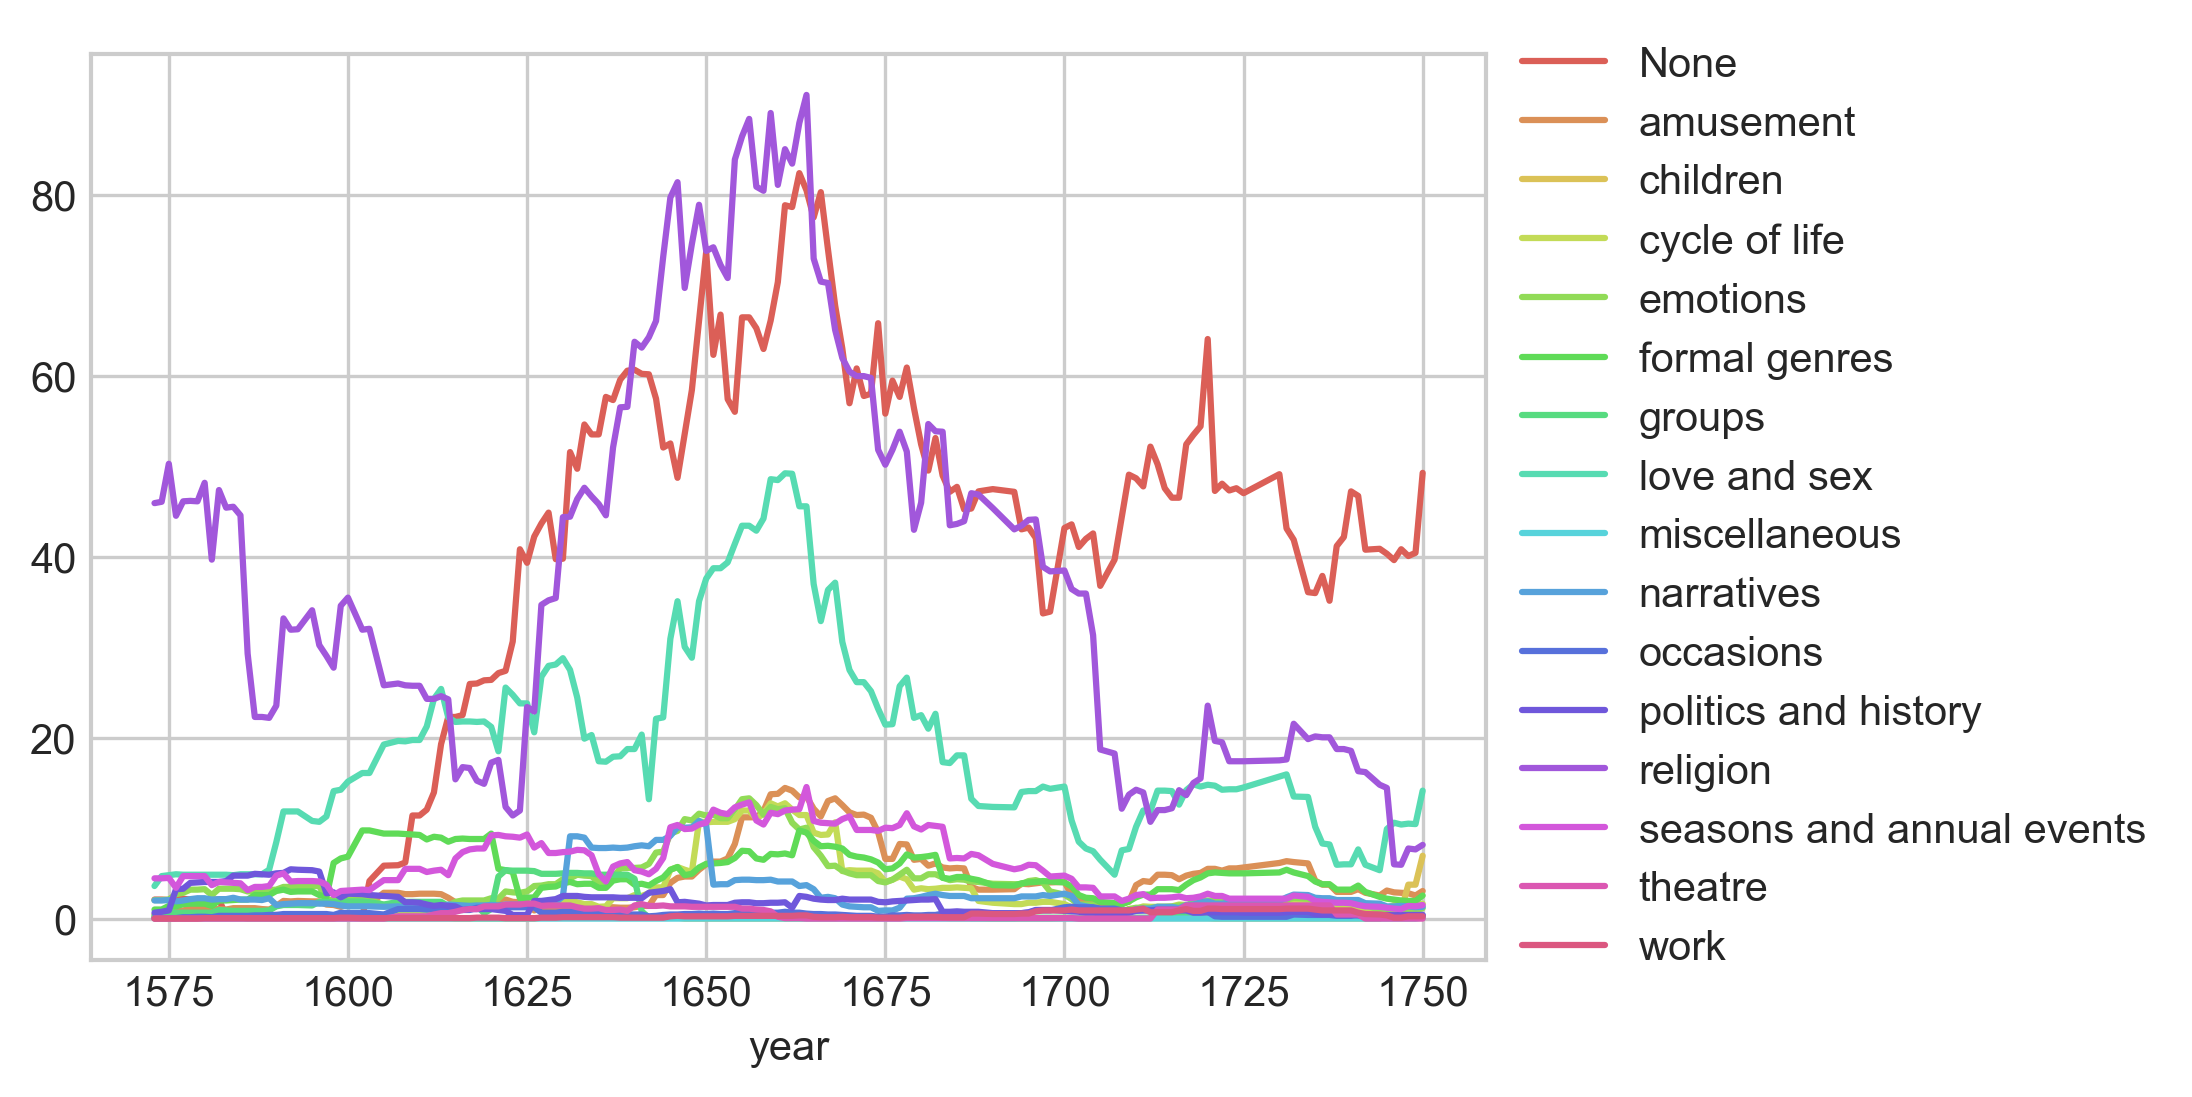 80
60
40
20
0
1575 1600 1625 1650 1675 1700 1725 1750
year
None
amusement
children
cycle of life
emotions
formal genres
groups
love and sex
miscellaneous
narratives
occasions
politics and history
religion
seasons and annual events
theatre
work